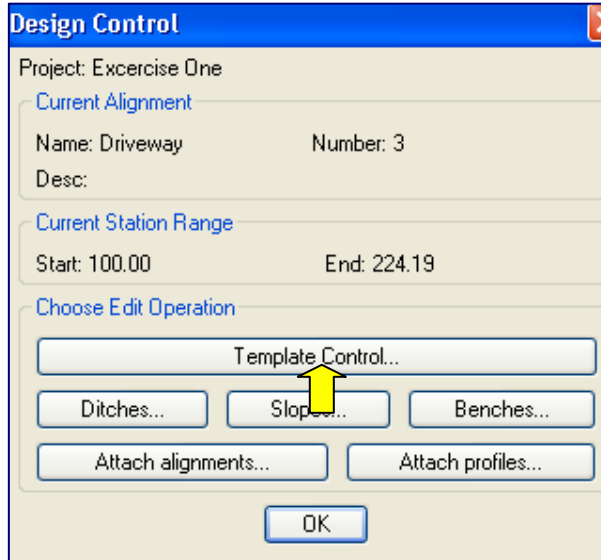 Design Control
Project: Excercise One
Current Alignment
Name: Driveway Number: 3
Desc:
Current Station Range
Start: 100.00 End: 224.19
Choose Edit Operation
Template Control...
Ditches... Slopes... Benches...
Attach alignments... Attach profiles...
OK